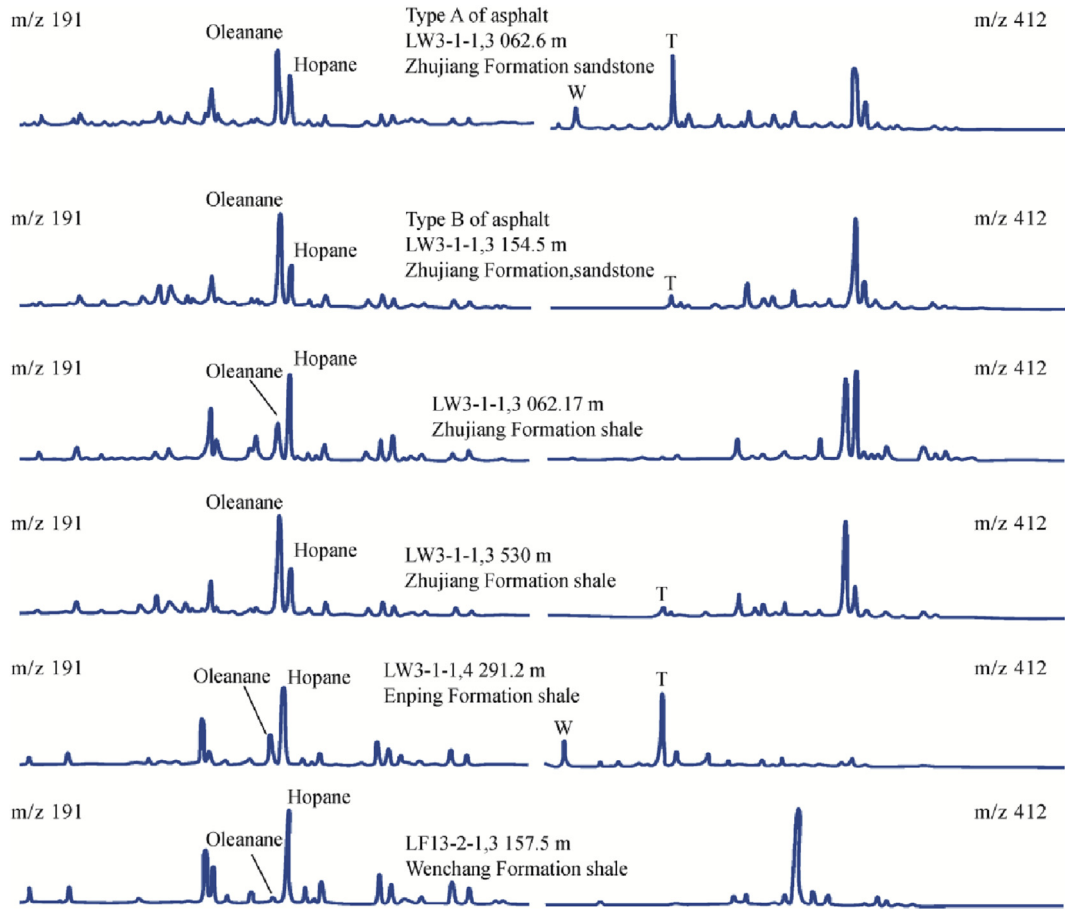 m/z 191
Oleanane
Hopane
Type A of asphalt
LW3-1-1,3 062.6 m
Zhujiang Formation sandstone
W
T
m/z 412
m/z 191
Oleanane
Hopane
Type B of asphalt
LW3-1-1,3 154.5 m
Zhujiang Formation,sandstone
T
m/z 412
m/z 191
Oleanane
Hopane
LW3-1-1,3 062.17 m
Zhujiang Formation shale
m/z 412
m/z 191
Oleanane
Hopane
LW3-1-1,3 530 m
Zhujiang Formation shale
T
m/z 412
m/z 191
Oleanane
Hopane
LW3-1-1,4 291.2 m
Enping Formation shale
W
T
m/z 412
m/z 191
Oleanane
Hopane
LF13-2-1,3 157.5 m
Wenchang Formation shale
m/z 412